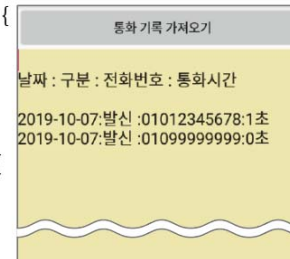 {
통화 기록 가져오기
날짜 : 구분 : 전화번호 : 통화시간
2019-10-07:발신 :01012345678:1초
2019-10-07:발신 :01099999999:0초